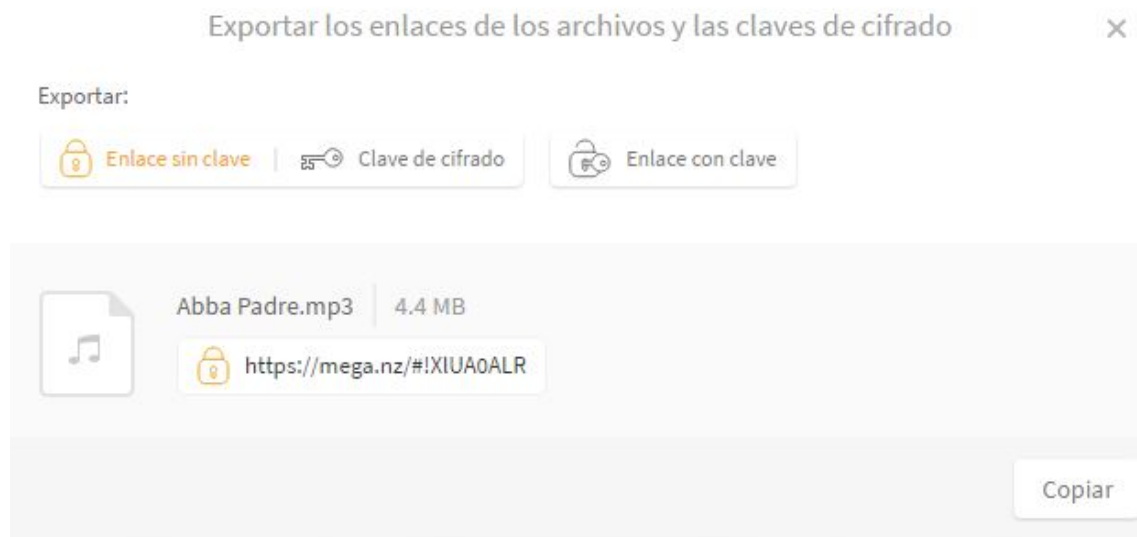 Exportar los enlaces de los archivos y las claves de cifrado
Exportar:
Enlace sin clave | Clave de cifrado Enlace con clave
Abba Padre.mp3 | 4.4 MB
https://mega.nz/#!XlUA0ALR
Copiar